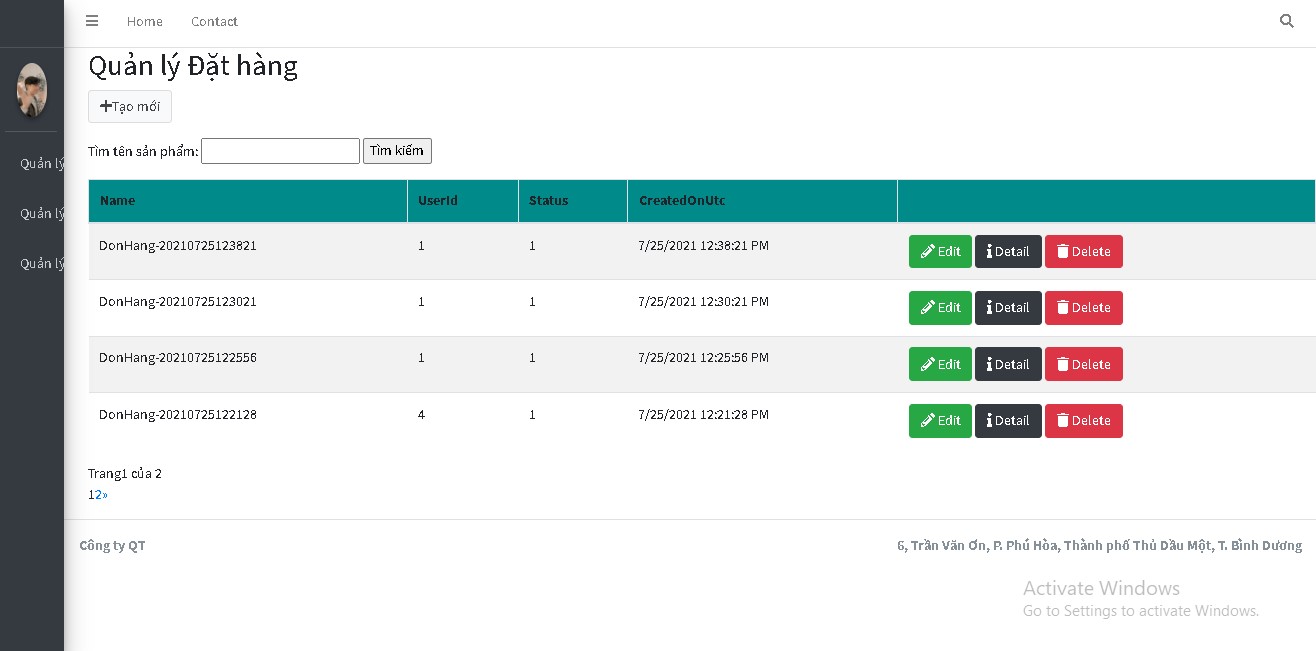 Home Contact
Quản lý Đặt hàng
Tạo mới
Tìm tên sản phẩm: Tìm kiếm
Quản lý
Quản lý
Quản lý
Name UserId Status CreatedOnUtc
DonHang-20210725123821 1 1 7/25/2021 12:38:21 PM Edit Detail Delete
DonHang-20210725123021 1 1 7/25/2021 12:30:21 PM Edit Detail Delete
DonHang-20210725122556 1 1 7/25/2021 12:25:56 PM Edit Detail Delete
DonHang-20210725122128 4 1 7/25/2021 12:21:28 PM Edit Detail Delete
Trang1 của 2
12»
Công ty QT 6, Trần Văn Ơn, P. Phú Hòa, Thành phố Thủ Dầu Một, T. Bình Dương
Activate Windows
Go to Settings to activate Windows.